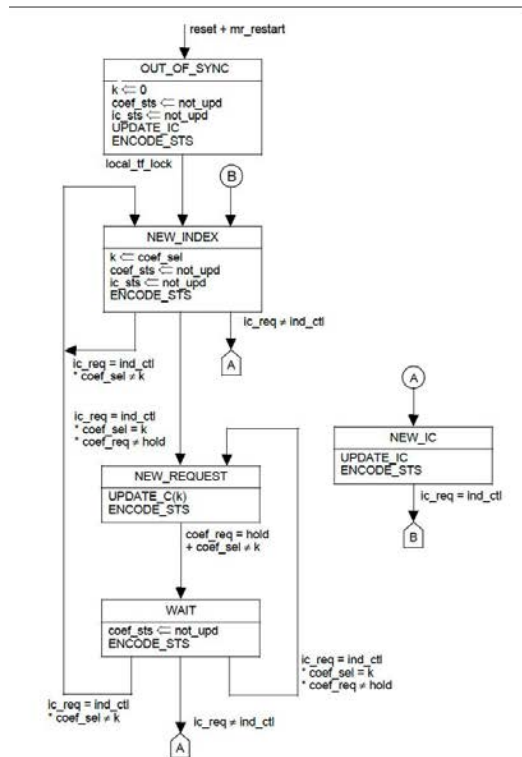 reset + mr_restart
OUT_OF_SYNC
k ⇐ 0
coef_sts ⇐ not_upd
ic_sts ⇐ not_upd
UPDATE_IC
ENCODE_STS
local_tf_lock
B
NEW_INDEX
k ⇐ coef_sel
coef_sts ⇐ not_upd
ic_sts ⇐ not_upd
ENCODE_STS
ic_req ≠ ind_ctl
A
ic_req = ind_ctl
* coef_sel ≠ k
ic_req = ind_ctl
* coef_sel = k
* coef_req ≠ hold
A
NEW_IC
UPDATE_IC
ENCODE_STS
ic_req = ind_ctl
B
NEW_REQUEST
UPDATE_C(k)
ENCODE_STS
coef_req = hold
+ coef_sel ≠ k
WAIT
coef_sts ⇐ not_upd
ENCODE_STS
ic_req = ind_ctl
* coef_sel = k
* coef_req ≠ hold
ic_req = ind_ctl
* coef_sel ≠ k
ic_req ≠ ind_ctl
A